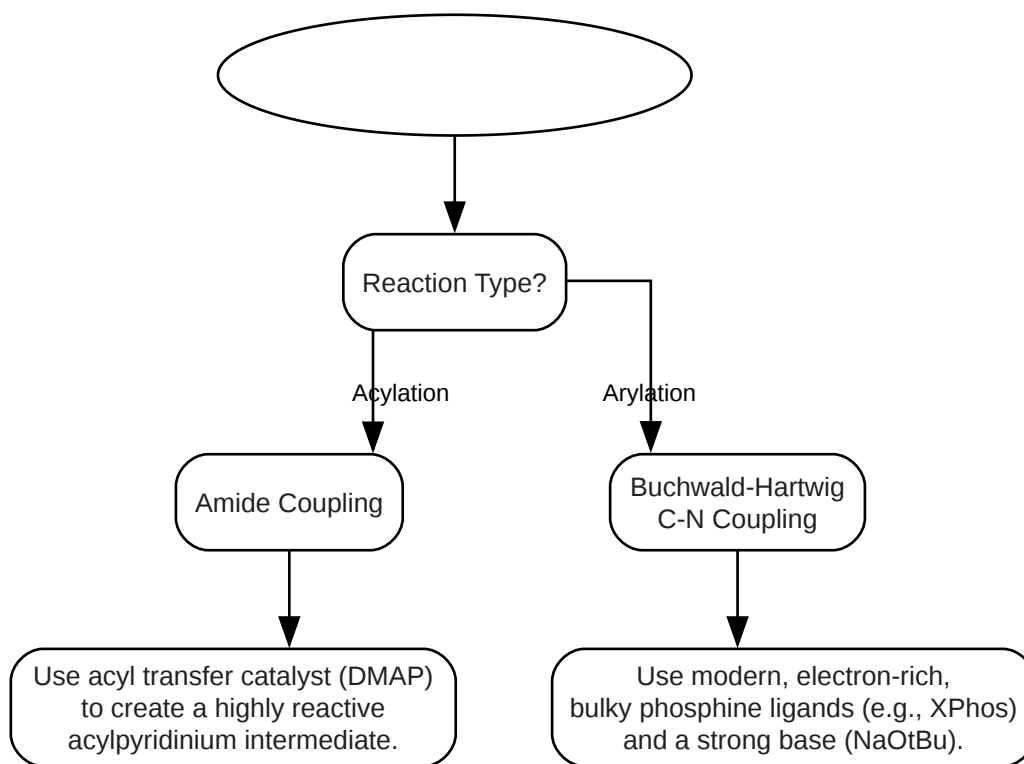 Reaction Type?
Acylation
Arylation
Amide Coupling
Buchwald-Hartwig
C-N Coupling
Use acyl transfer catalyst (DMAP)
to create a highly reactive
acylpyridinium intermediate.
Use modern, electron-rich,
bulky phosphine ligands (e.g., XPhos)
and a strong base (NaOtBu).